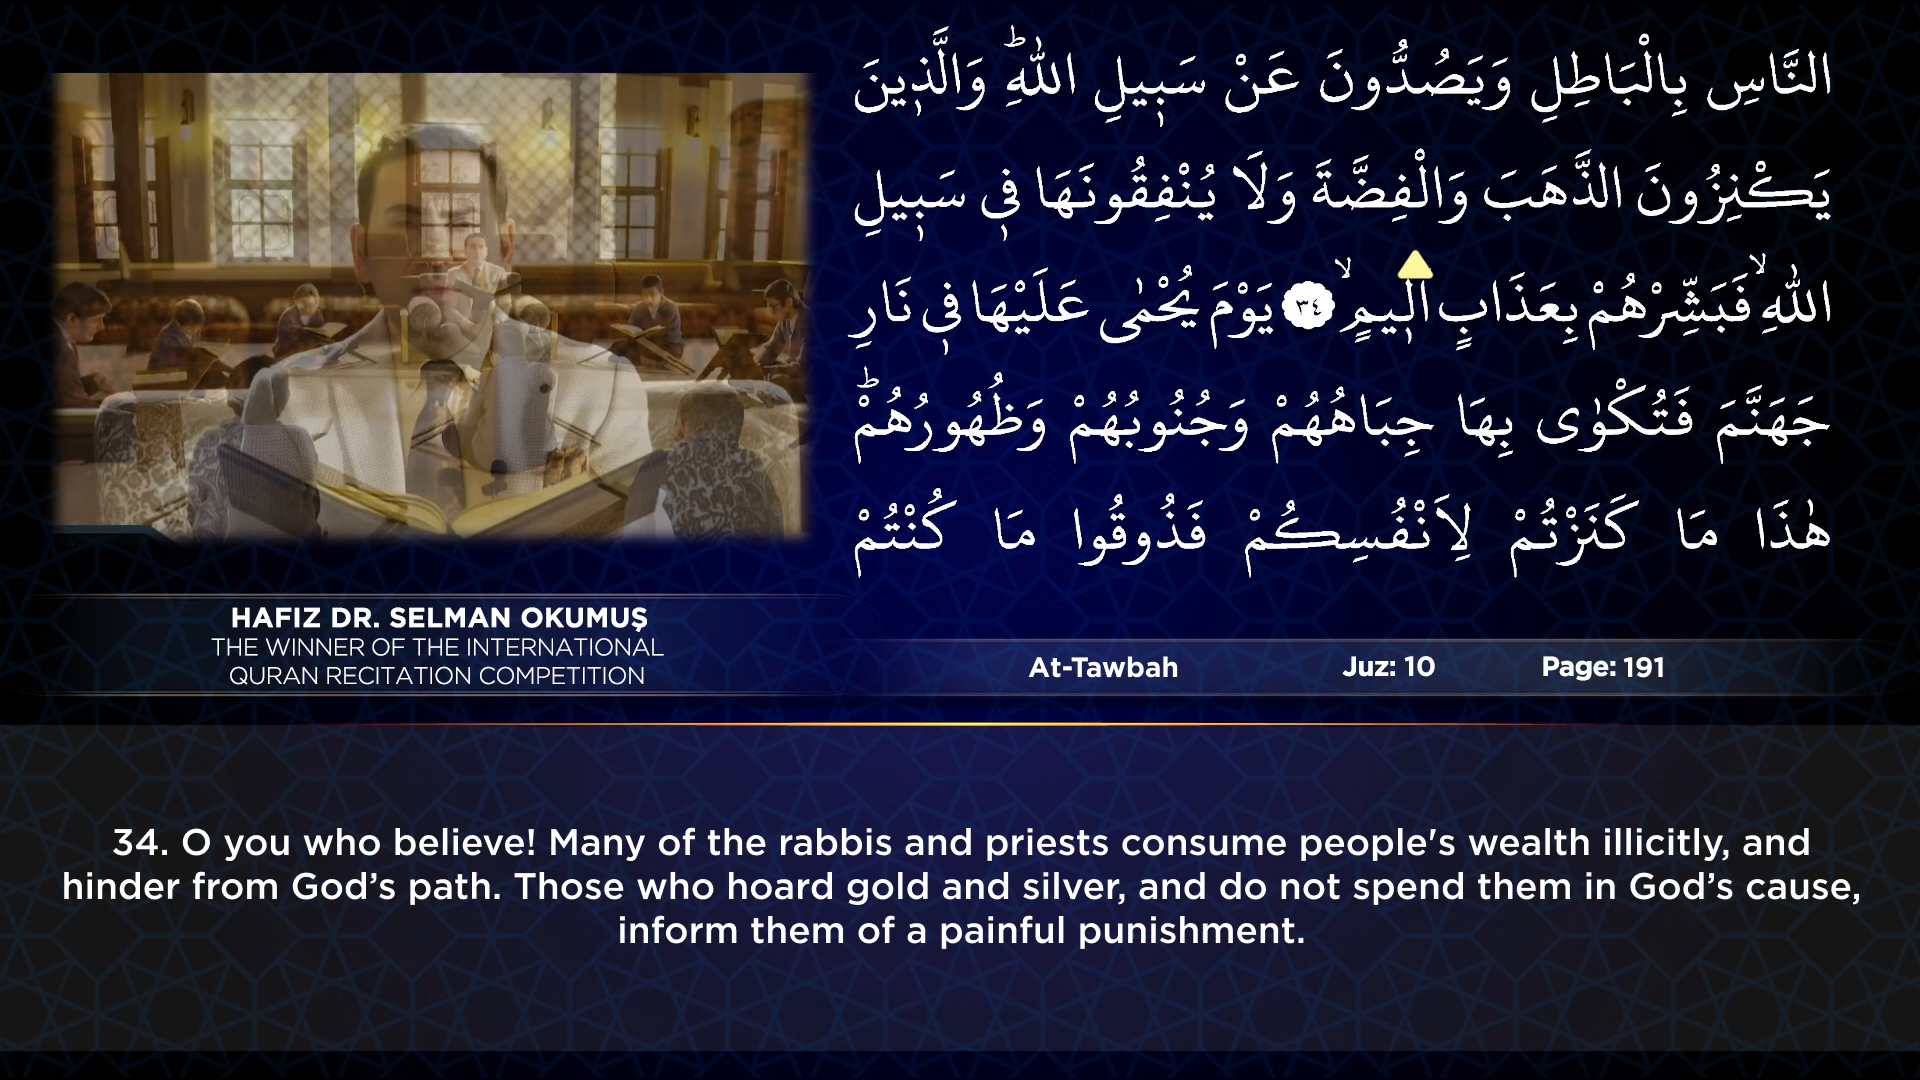 النَّاسِ بِالْبَاطِلِ وَيَصُدُّونَ عَنْ سَبٖيلِ اللّٰهِؕ وَالَّذٖينَ
يَكْنِزُونَ الذَّهَبَ وَالْفِضَّةَ وَلَا يُنْفِقُونَهَا فٖى سَبٖيلِ
اللّٰهِۙ فَبَشِّرْهُمْ بِعَذَابٍ اَلٖيمٍۙ ﴿٣٤﴾ يَوْمَ يُحْمٰى عَلَيْهَا فٖى نَارِ
جَهَنَّمَ فَتُكْوٰى بِهَا جِبَاهُهُمْ وَجُنُوبُهُمْ وَظُهُورُهُمْؕ
هٰذَا مَا كَنَزْتُمْ لِاَنْفُسِكُمْ فَذُوقُوا مَا كُنْتُمْ
HAFIZ DR. SELMAN OKUMUŞ
THE WINNER OF THE INTERNATIONAL
QURAN RECITATION COMPETITION
At-Tawbah Juz: 10 Page: 191
34. O you who believe! Many of the rabbis and priests consume people's wealth illicitly, and
hinder from God’s path. Those who hoard gold and silver, and do not spend them in God’s cause,
inform them of a painful punishment.